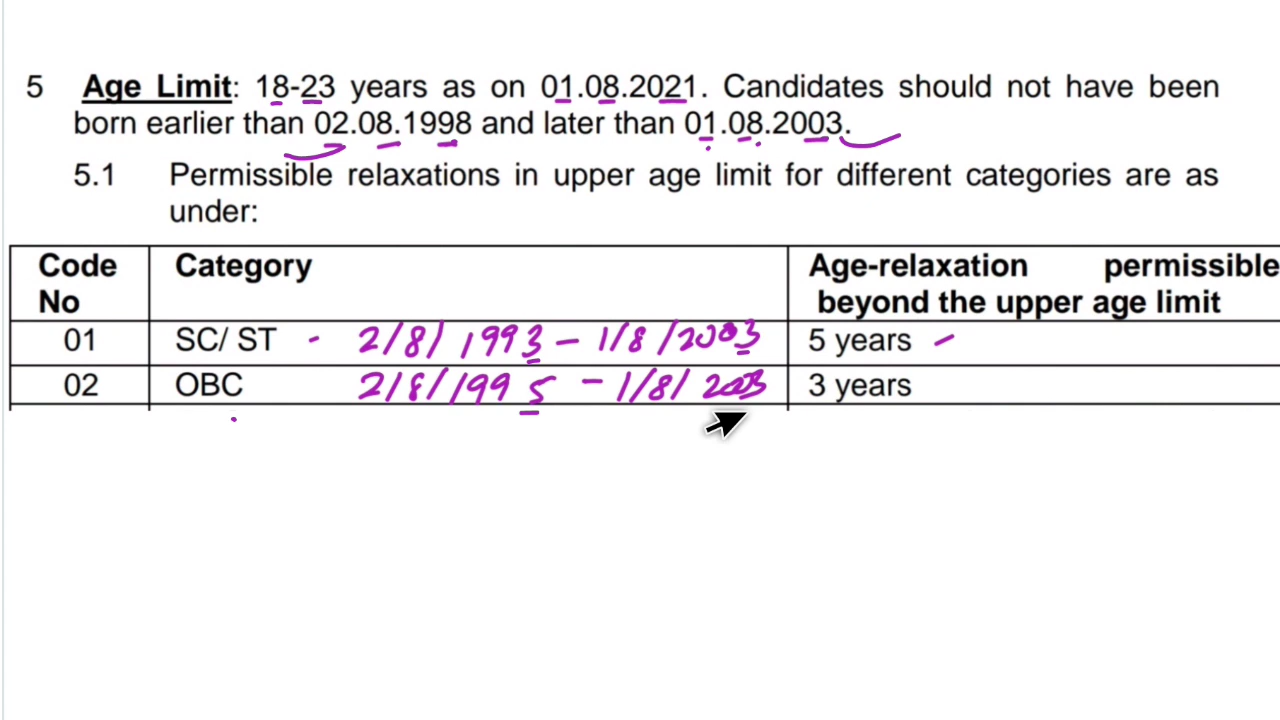 5 Age Limit: 18-23 years as on 01.08.2021. Candidates should not have been
born earlier than 02.08.1998 and later than 01.08.2003.
5.1 Permissible relaxations in upper age limit for different categories are as
under:
Code No Category Age-relaxation permissible
beyond the upper age limit
01 SC/ ST - 2/8/1993 - 1/8/2003 5 years
02 OBC 2/8/1995 - 1/8/2003 3 years